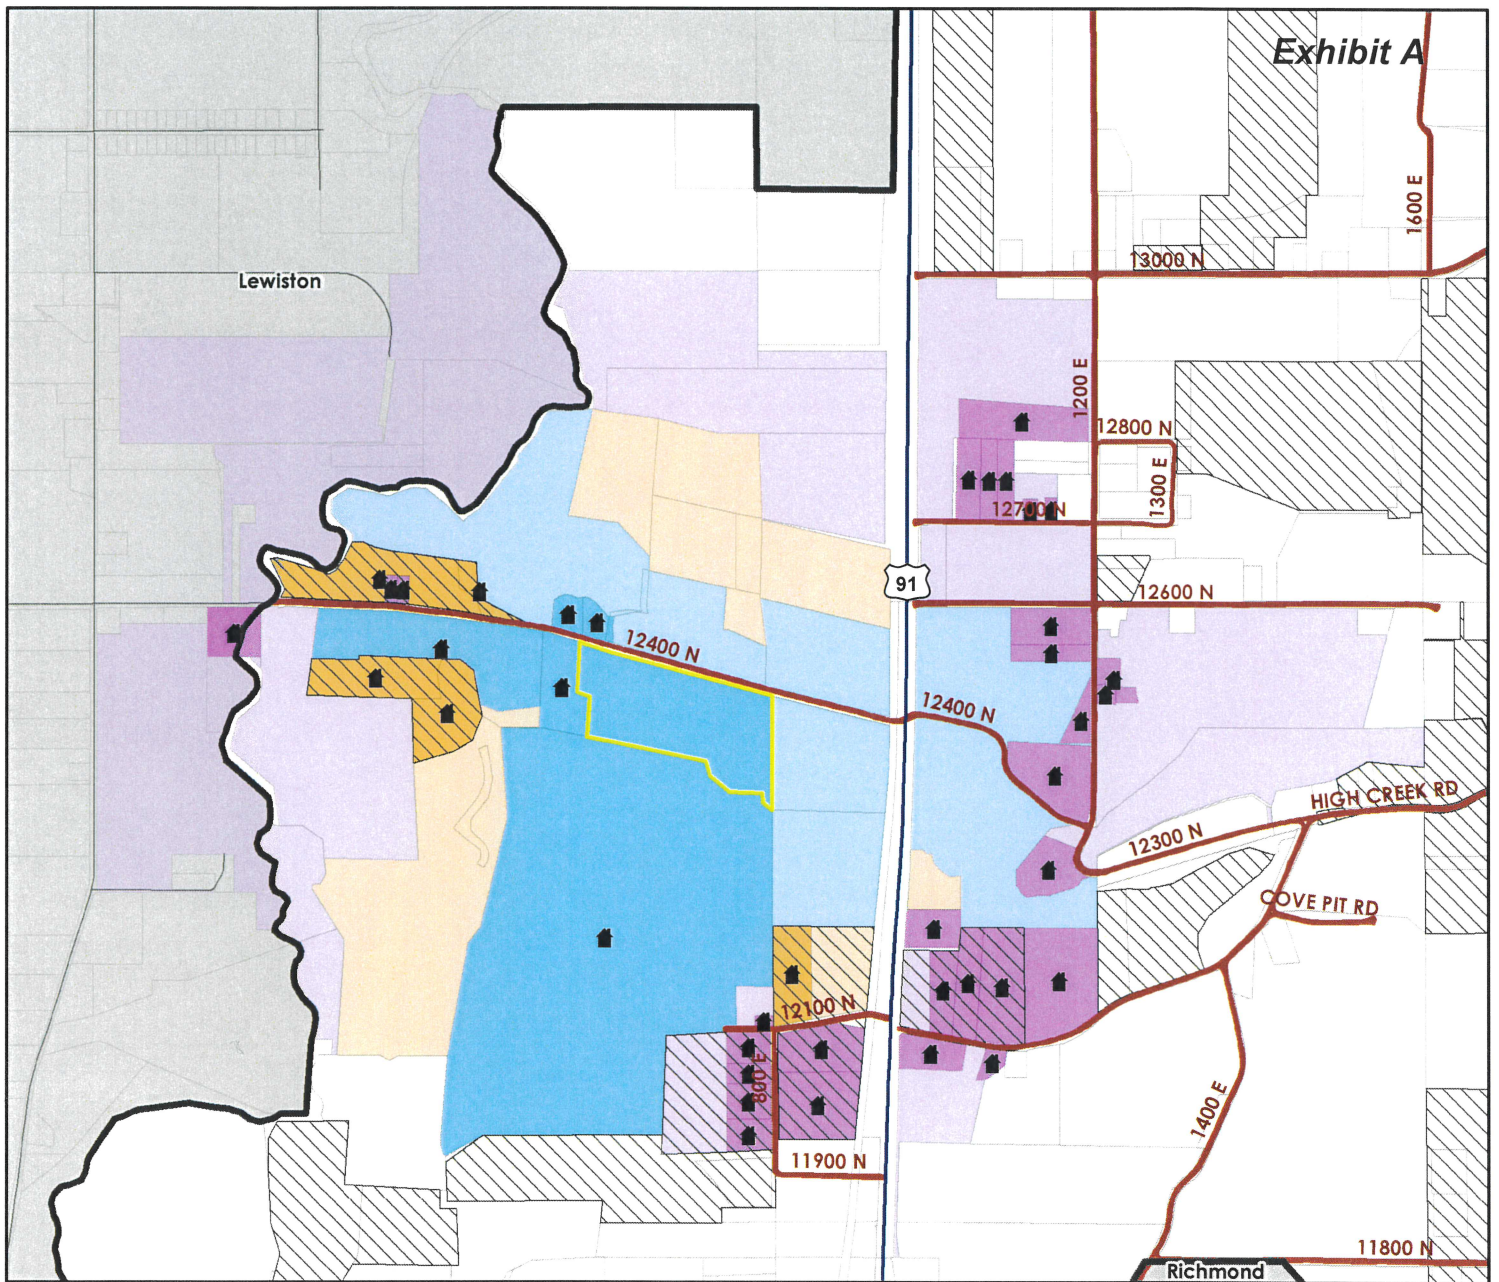 Exhibit A
1600 E
13000 N
Lewiston
1200 E
12800 N
1300 E
12700 N
91
12600 N
12400 N
12400 N
HIGH CREEK RD
12300 N
COVE PIT RD
12100 N
800 E
1400 E
11900 N
11800 N
Richmond